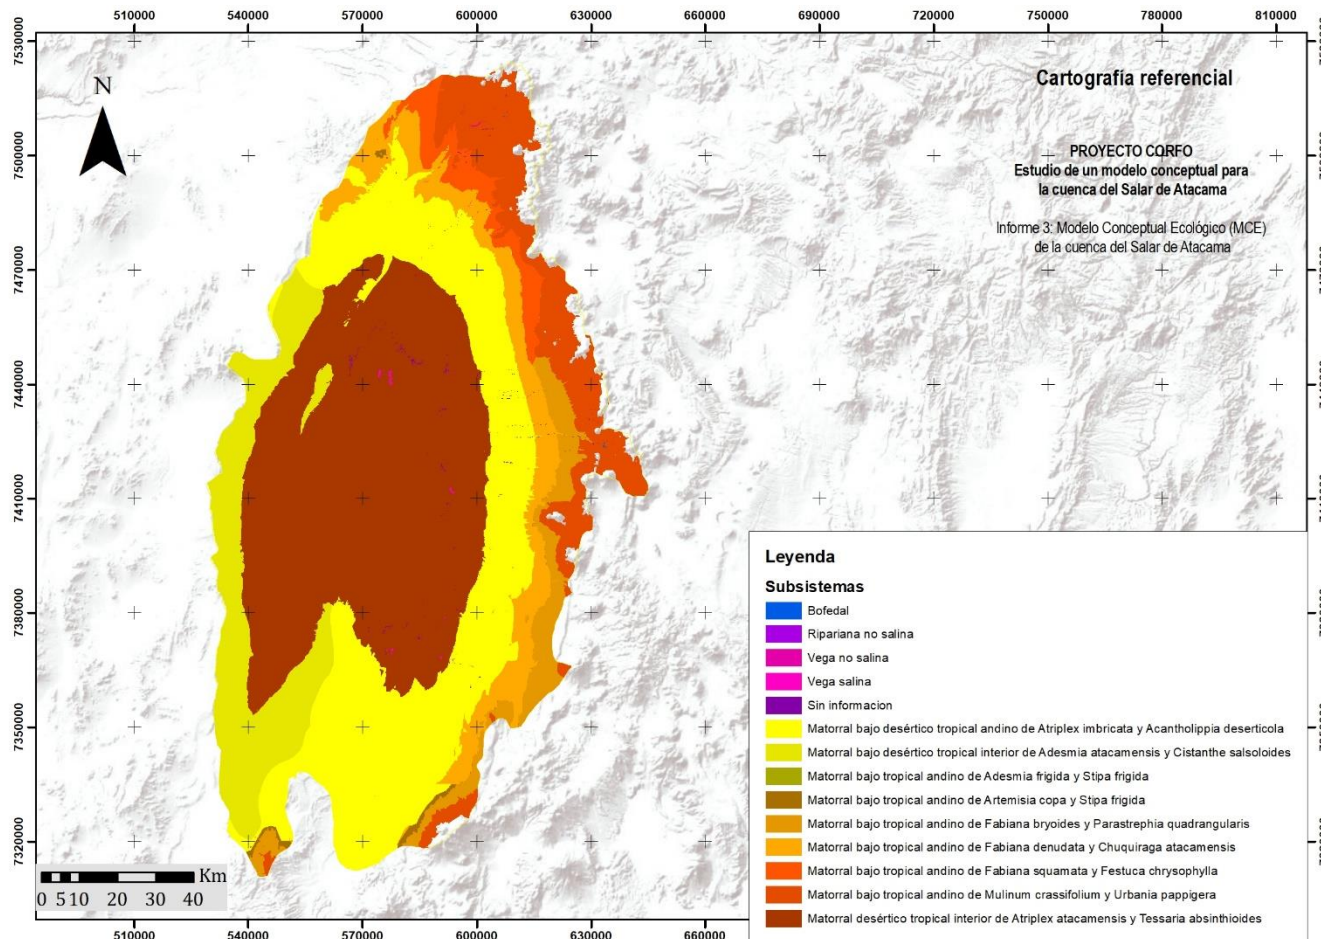 510000 540000 570000 600000 630000 660000 690000 720000 750000 780000 810000
7530000
N
Cartografía referencial
PROYECTO CORFO
Estudio de un modelo conceptual para
la cuenca del Salar de Atacama
7500000
Informe 3: Modelo Conceptual Ecológico (MCE)
de la cuenca del Salar de Atacama
7470000
7440000
7410000
Leyenda
Subsistemas
7380000
Bofedal
Ripariana no salina
Vega no salina
Vega salina
Sin informacion
7350000
Matorral bajo desértico tropical andino de Atriplex imbricata y Acantholippia deserticola
Matorral bajo desértico tropical interior de Adesmia atacamensis y Cistanthe salsoloides
Matorral bajo tropical andino de Adesmia frigida y Stipa frigida
Matorral bajo tropical andino de Artemisia copa y Stipa frigida
Matorral bajo tropical andino de Fabiana bryoides y Parastrephia quadrangularis
7320000
Matorral bajo tropical andino de Fabiana denudata y Chuquiraga atacamensis
Matorral bajo tropical andino de Fabiana squamata y Festuca chrysophylla
Matorral bajo tropical andino de Mulinum crassifolium y Urbania pappigera
Matorral desértico tropical interior de Atriplex atacamensis y Tessaria absinthioides
Km
0 5 10 20 30 40
510000 540000 570000 600000 630000 660000 690000 720000 750000 780000 810000